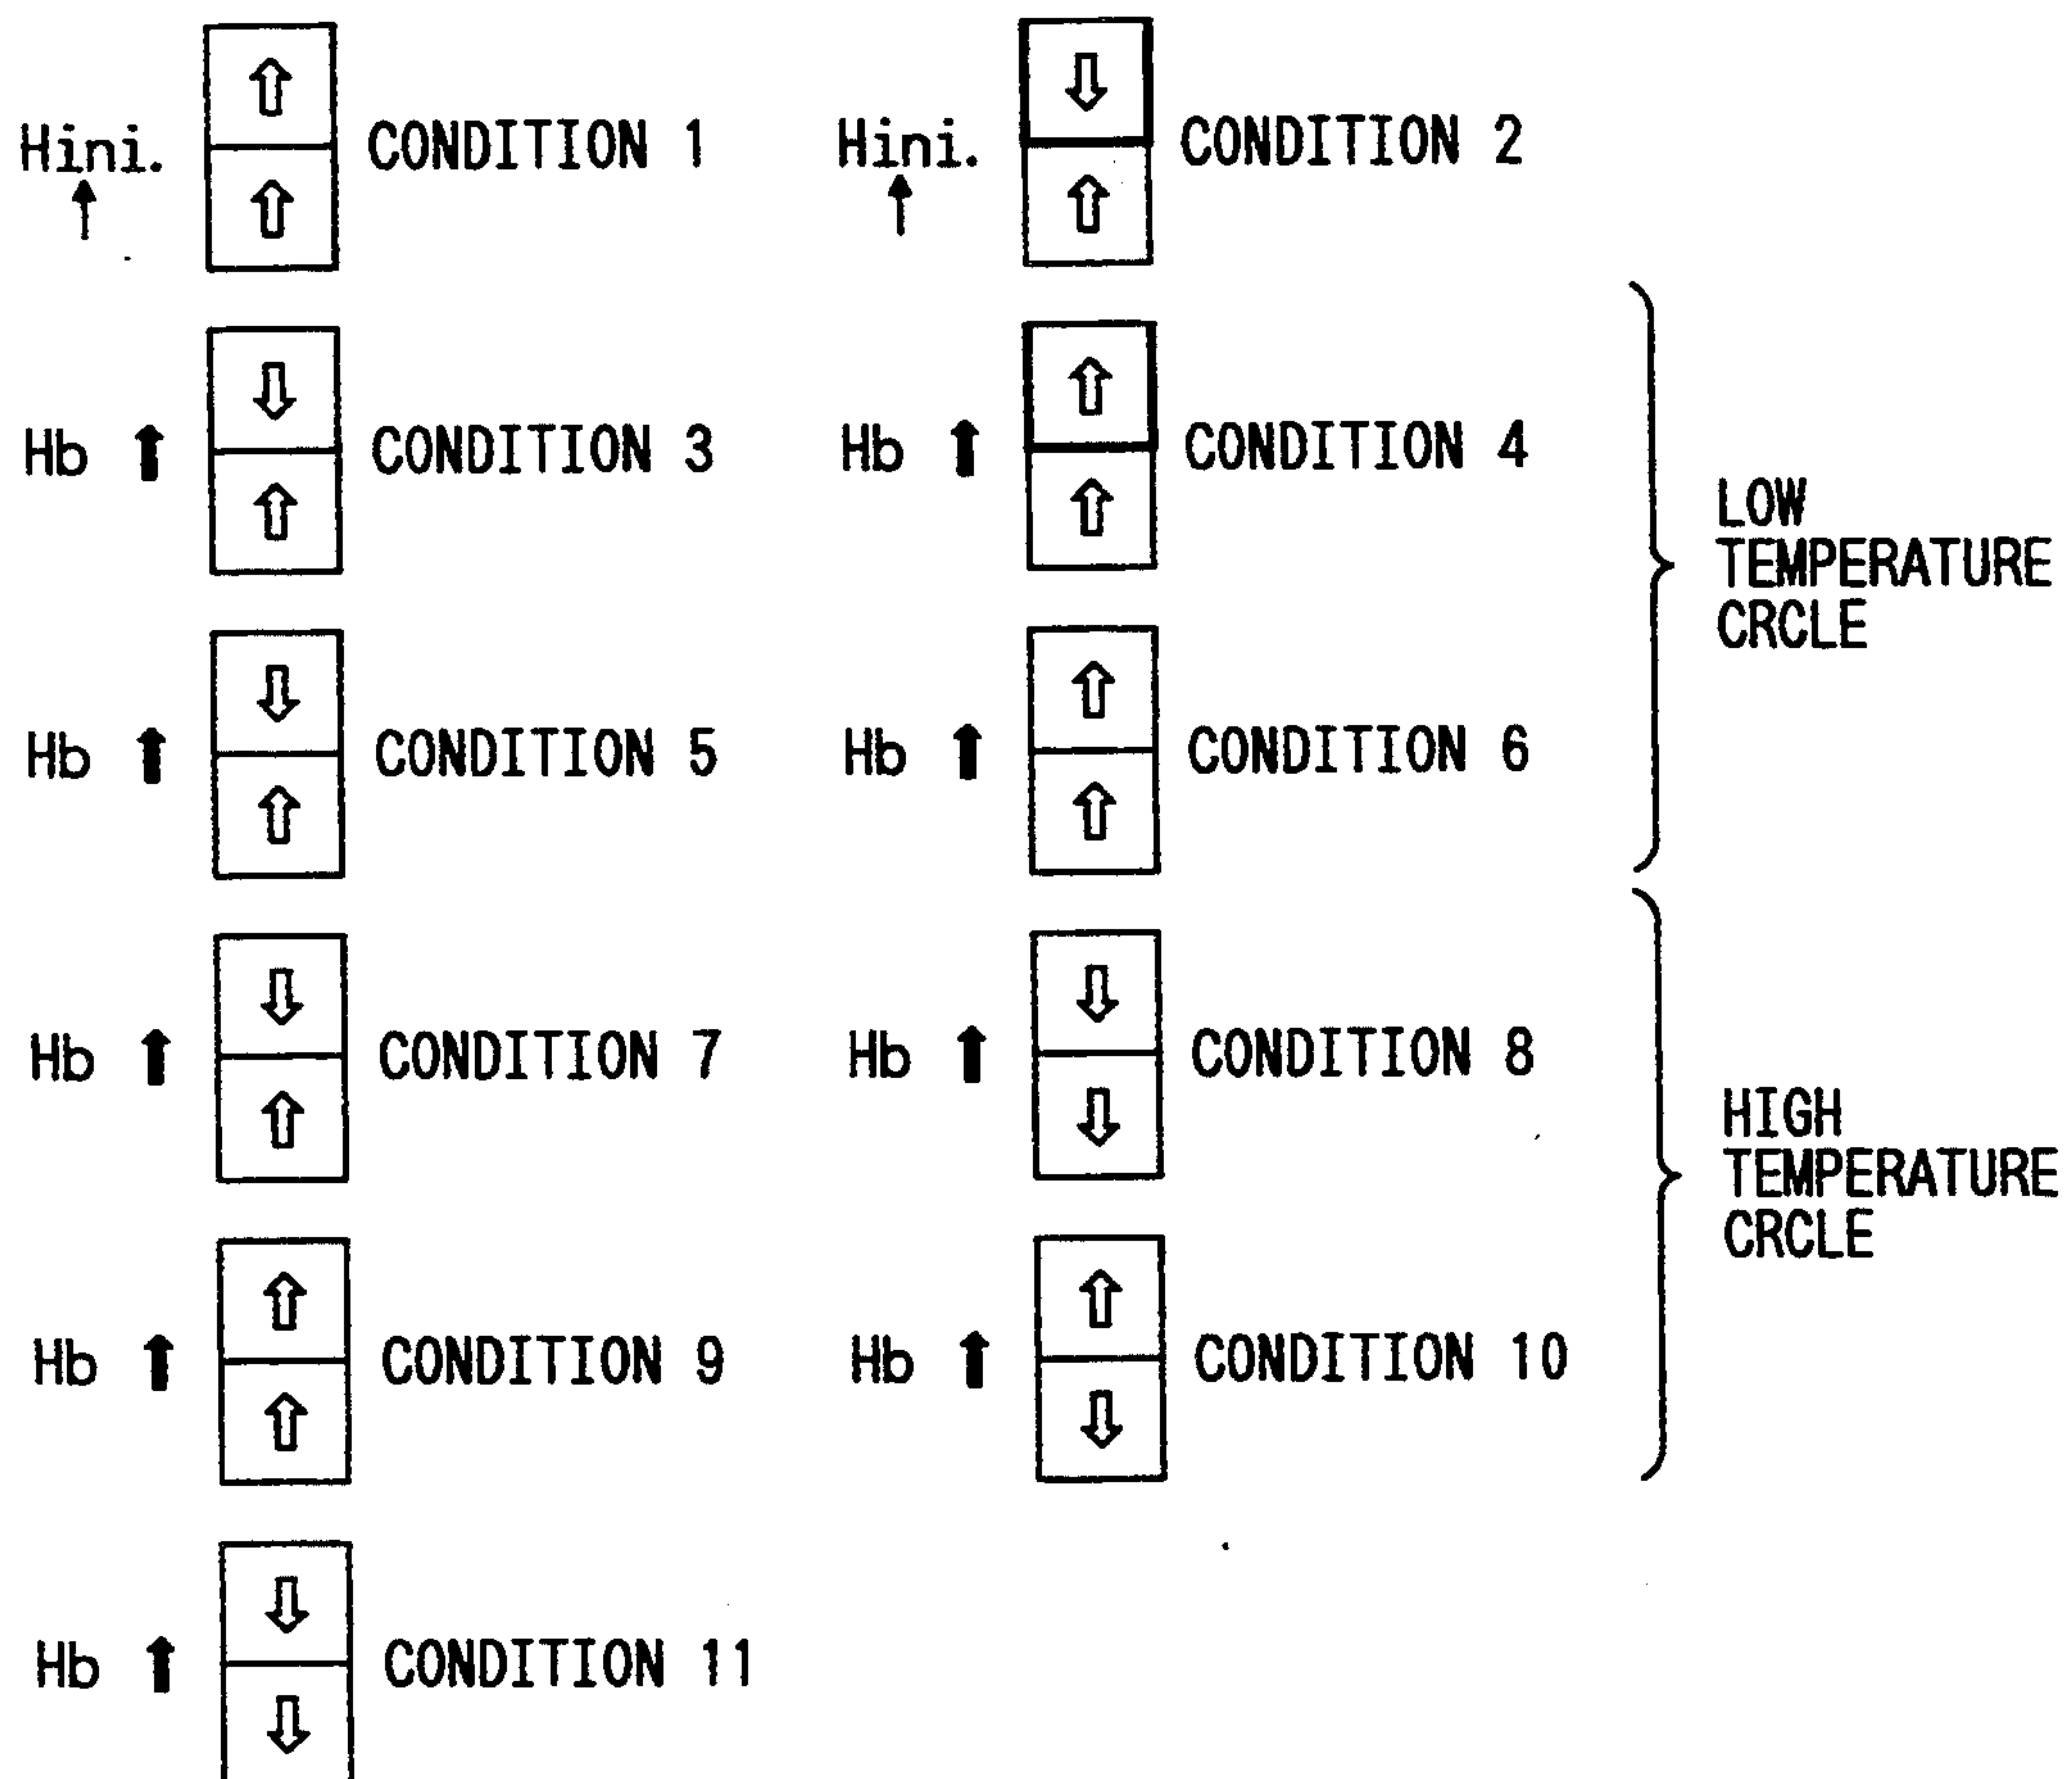 Hini. CONDITION 1
Hini. CONDITION 2
Hb CONDITION 3
Hb CONDITION 4
Hb CONDITION 5
Hb CONDITION 6
LOW
TEMPERATURE
CRCLE
Hb CONDITION 7
Hb CONDITION 8
Hb CONDITION 9
Hb CONDITION 10
HIGH
TEMPERATURE
CRCLE
Hb CONDITION 11